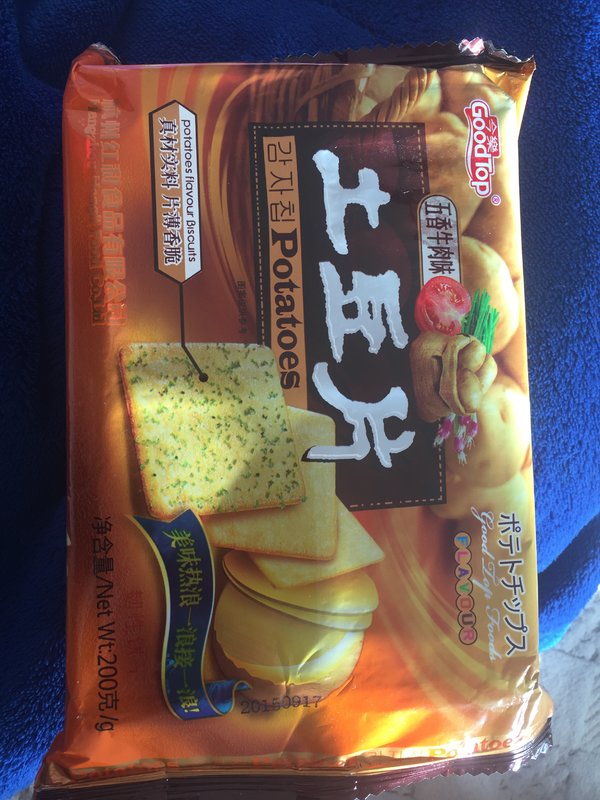 今樂
GOODTOP®
五香牛肉味
土豆片
감자칩 Potatoes
potatoes flavour Biscuits
真材实料 片薄香脆
ポテトチップス
Good Top Foods
FLAVOUR
美味热浪 一浪接一浪!
20150917
净含量/Net Wt:200克/g